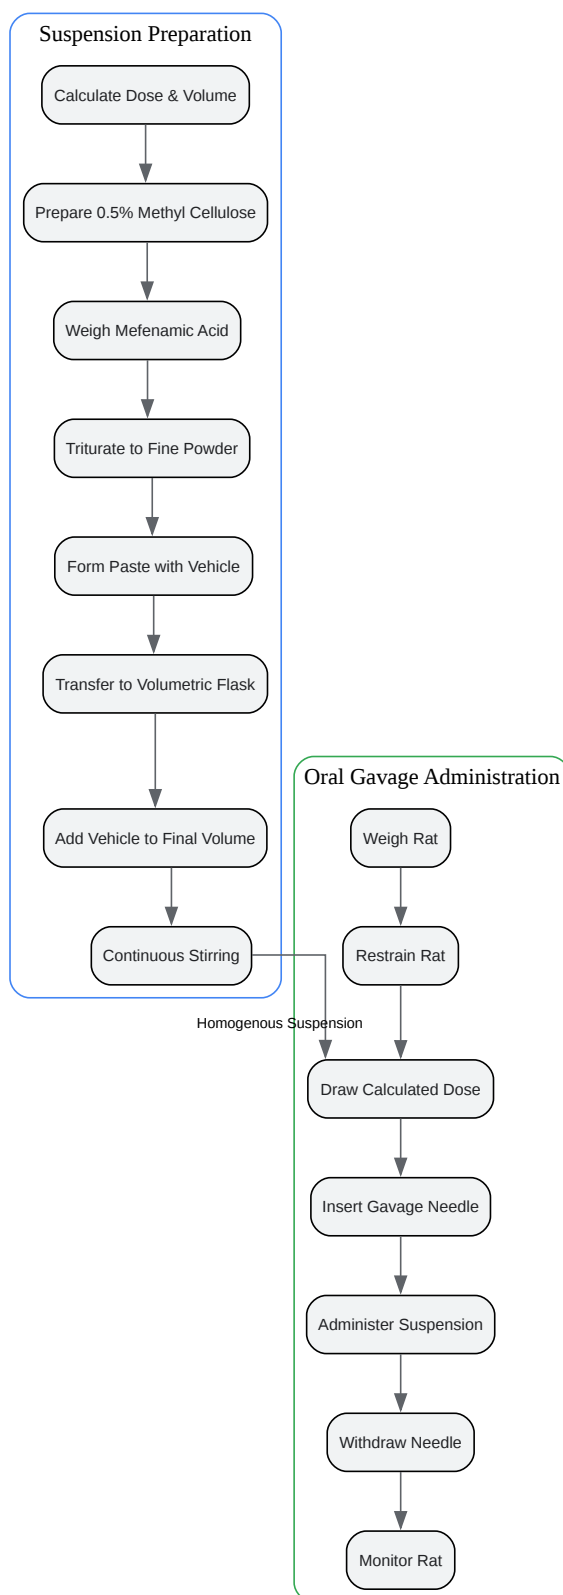 Suspension Preparation
Calculate Dose & Volume
Prepare 0.5% Methyl Cellulose
Weigh Mefenamic Acid
Triturate to Fine Powder
Form Paste with Vehicle
Transfer to Volumetric Flask
Add Vehicle to Final Volume
Continuous Stirring
Homogenous Suspension
Oral Gavage Administration
Weigh Rat
Restrain Rat
Draw Calculated Dose
Insert Gavage Needle
Administer Suspension
Withdraw Needle
Monitor Rat